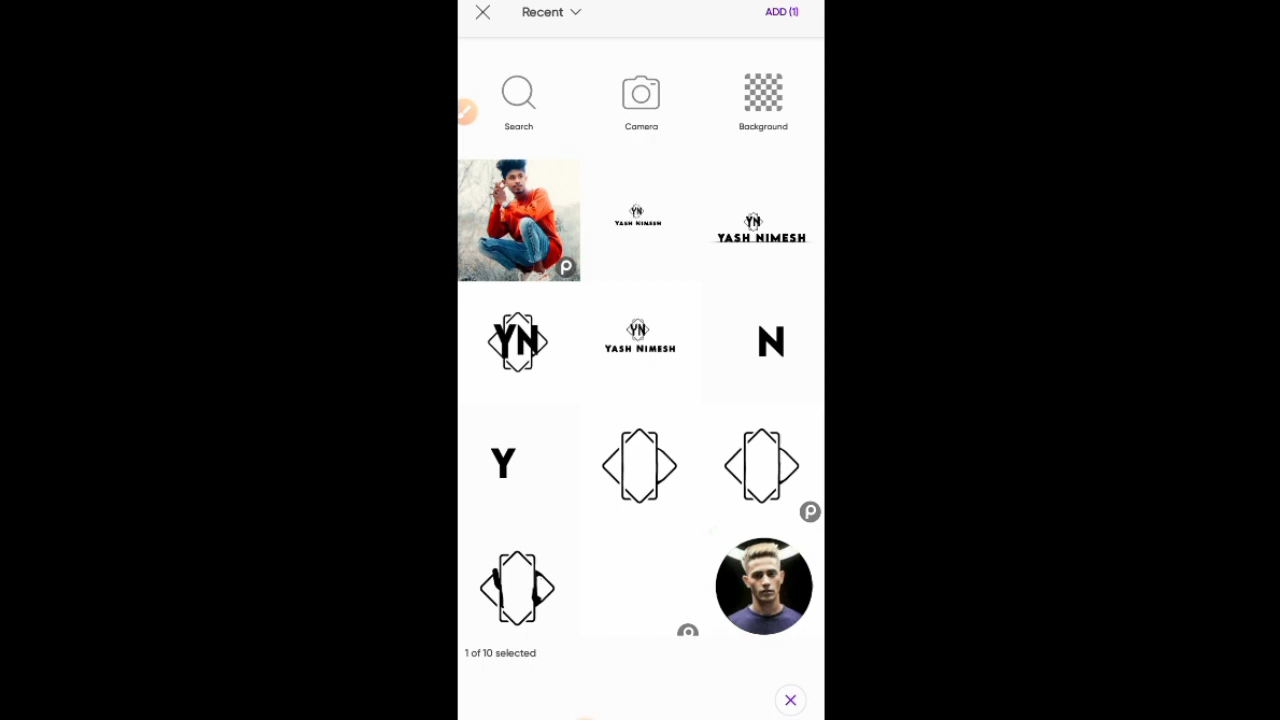 Recent
ADD (1)
Search
Camera
Background
YN
YASH NIMESH
YN
YASH NIMESH
YN
YN
YASH NIMESH
N
Y
1 of 10 selected